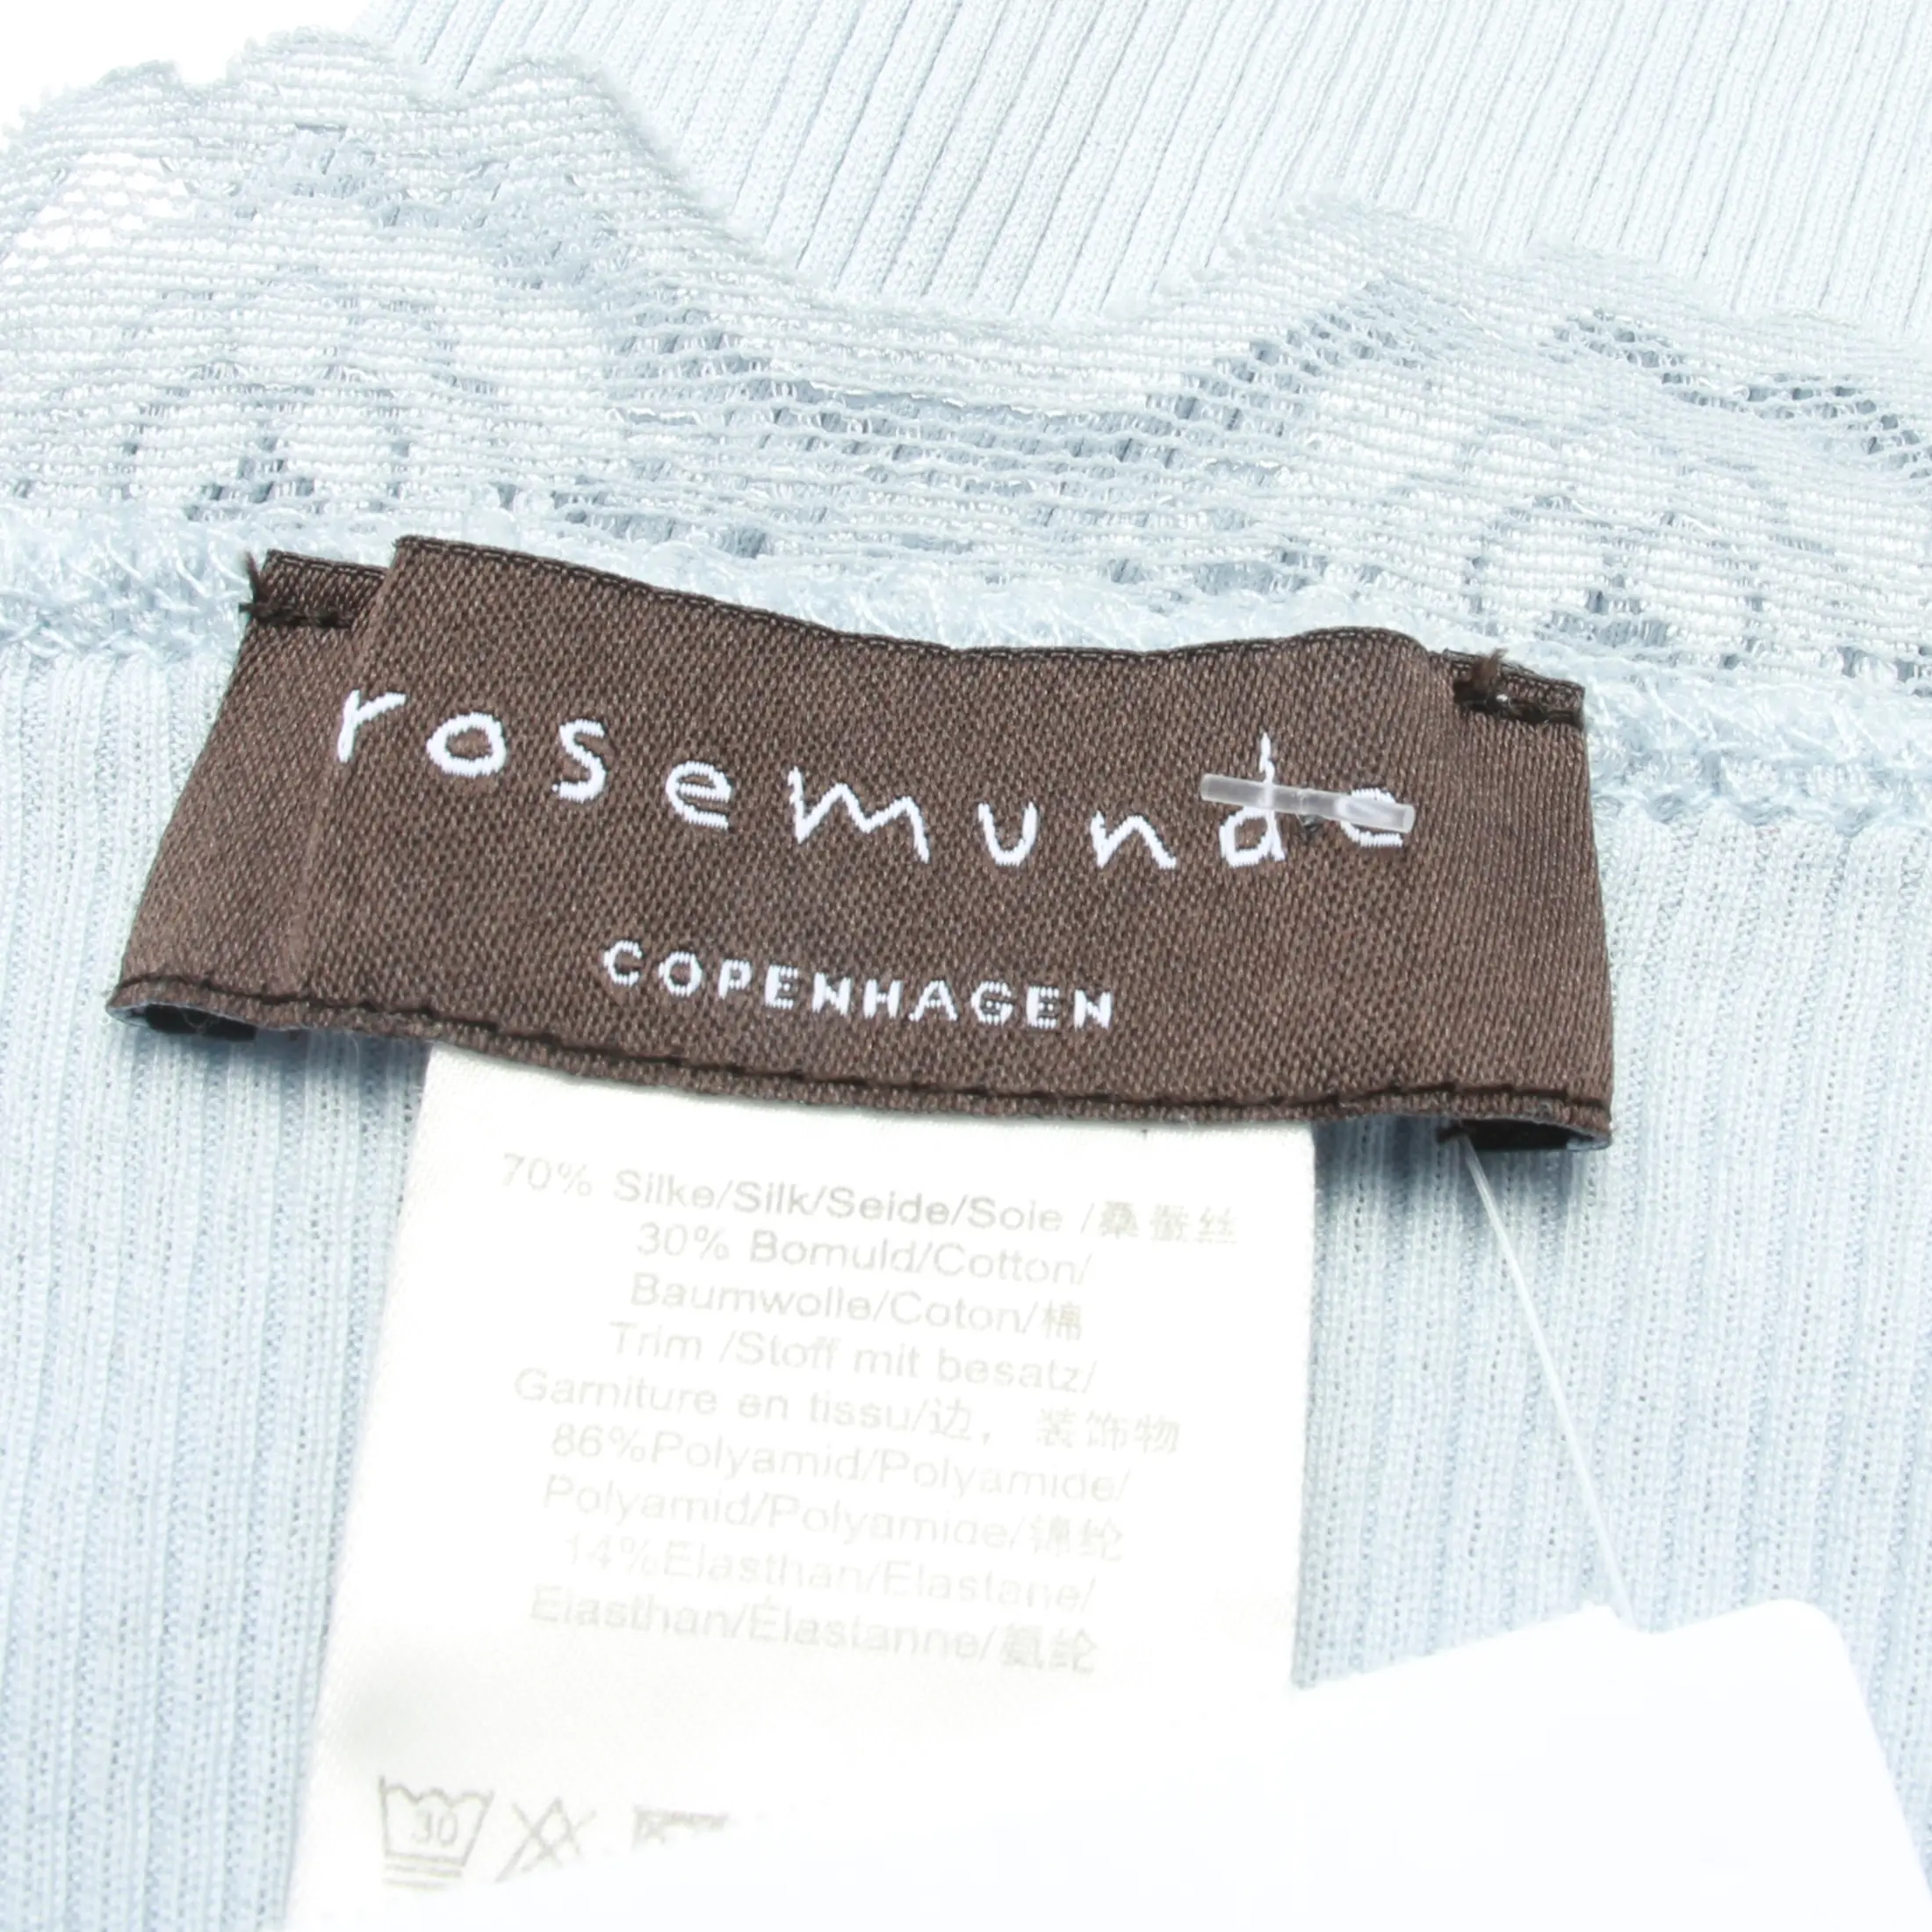 rosemunde
COPENHAGEN
70% Silke/Silk/Seide/Soie /桑蚕丝
30% Bomuld/Cotton/
Baumwolle/Coton/棉
Trim /Stoff mit besatz/
Garniture en tissu/边，装饰物
86%Polyamid/Polyamide/
Polyamid/Polyamide/锦纶
14%Elasthan/Elastane/
Elasthan/Élastanne/氨纶
30